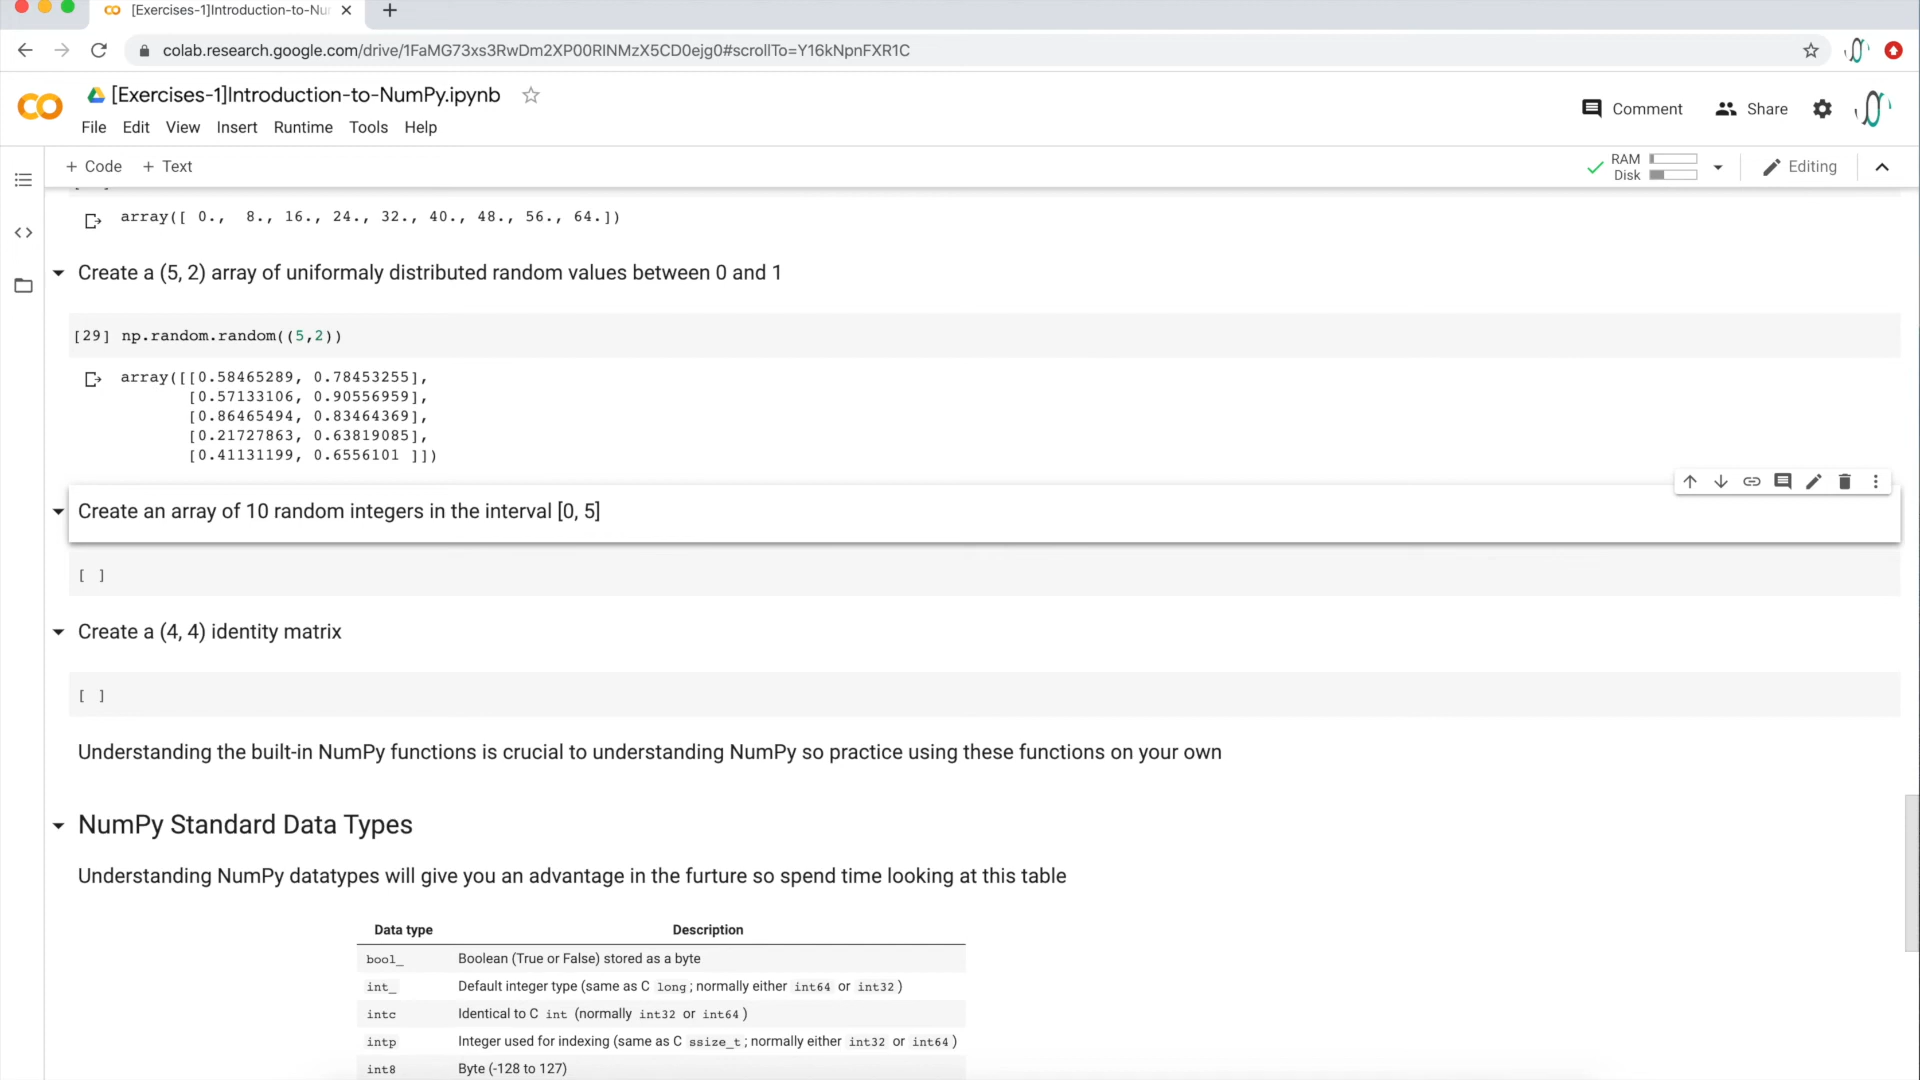 [Exercises-1]Introduction-to-Nu
colab.research.google.com/drive/1FaMG73xs3RwDm2XP00RlNMzX5CD0ejg0#scrollTo=Y16kNpnFXR1C
[Exercises-1]Introduction-to-NumPy.ipynb
File Edit View Insert Runtime Tools Help
Comment Share
+ Code + Text
RAM
Disk
Editing
array([ 0.,  8., 16., 24., 32., 40., 48., 56., 64.])
Create a (5, 2) array of uniformaly distributed random values between 0 and 1
[29] np.random.random((5,2))
array([[0.58465289, 0.78453255],
[0.57133106, 0.90556959],
[0.86465494, 0.83464369],
[0.21727863, 0.63819085],
[0.41131199, 0.6556101 ]])
Create an array of 10 random integers in the interval [0, 5]
[ ]
Create a (4, 4) identity matrix
[ ]
Understanding the built-in NumPy functions is crucial to understanding NumPy so practice using these functions on your own
NumPy Standard Data Types
Understanding NumPy datatypes will give you an advantage in the furture so spend time looking at this table
Data type Description
bool_ Boolean (True or False) stored as a byte
int_ Default integer type (same as C long; normally either int64 or int32)
intc Identical to C int (normally int32 or int64)
intp Integer used for indexing (same as C ssize_t; normally either int32 or int64)
int8 Byte (-128 to 127)